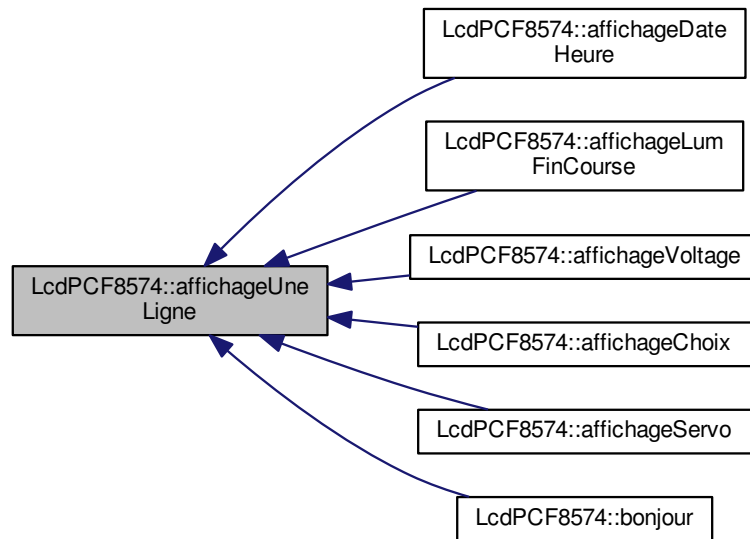 LcdPCF8574::affichageDate
Heure
LcdPCF8574::affichageLum
FinCourse
LcdPCF8574::affichageVoltage
LcdPCF8574::affichageUne
Ligne
LcdPCF8574::affichageChoix
LcdPCF8574::affichageServo
LcdPCF8574::bonjour